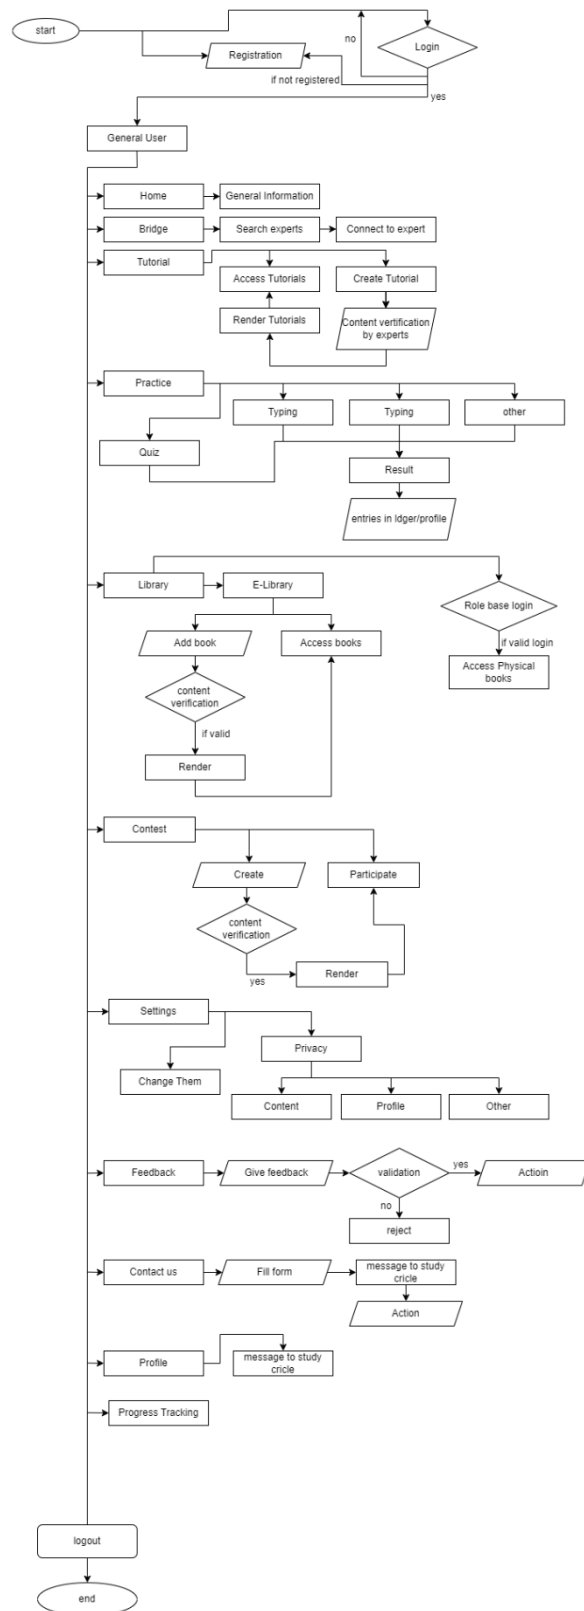 start
no
Login
Registration
if not registered
yes
General User
Home
General Information
Bridge
Search experts
Connect to expert
Tutorial
Access Tutorials
Create Tutorial
Render Tutorials
Content vertification
by experts
Practice
Typing
Typing
other
Quiz
Result
entries in ldger/profile
Library
E-Library
Role base login
Add book
Access books
if valid login
Access Physical
books
content
verification
if valid
Render
Contest
Create
Participate
content
verification
yes
Render
Settings
Privacy
Change Them
Content
Profile
Other
Feedback
Give feedback
validation
yes
Actioin
no
reject
Contact us
Fill form
message to study
cricle
Action
Profile
message to study
cricle
Progress Tracking
logout
end